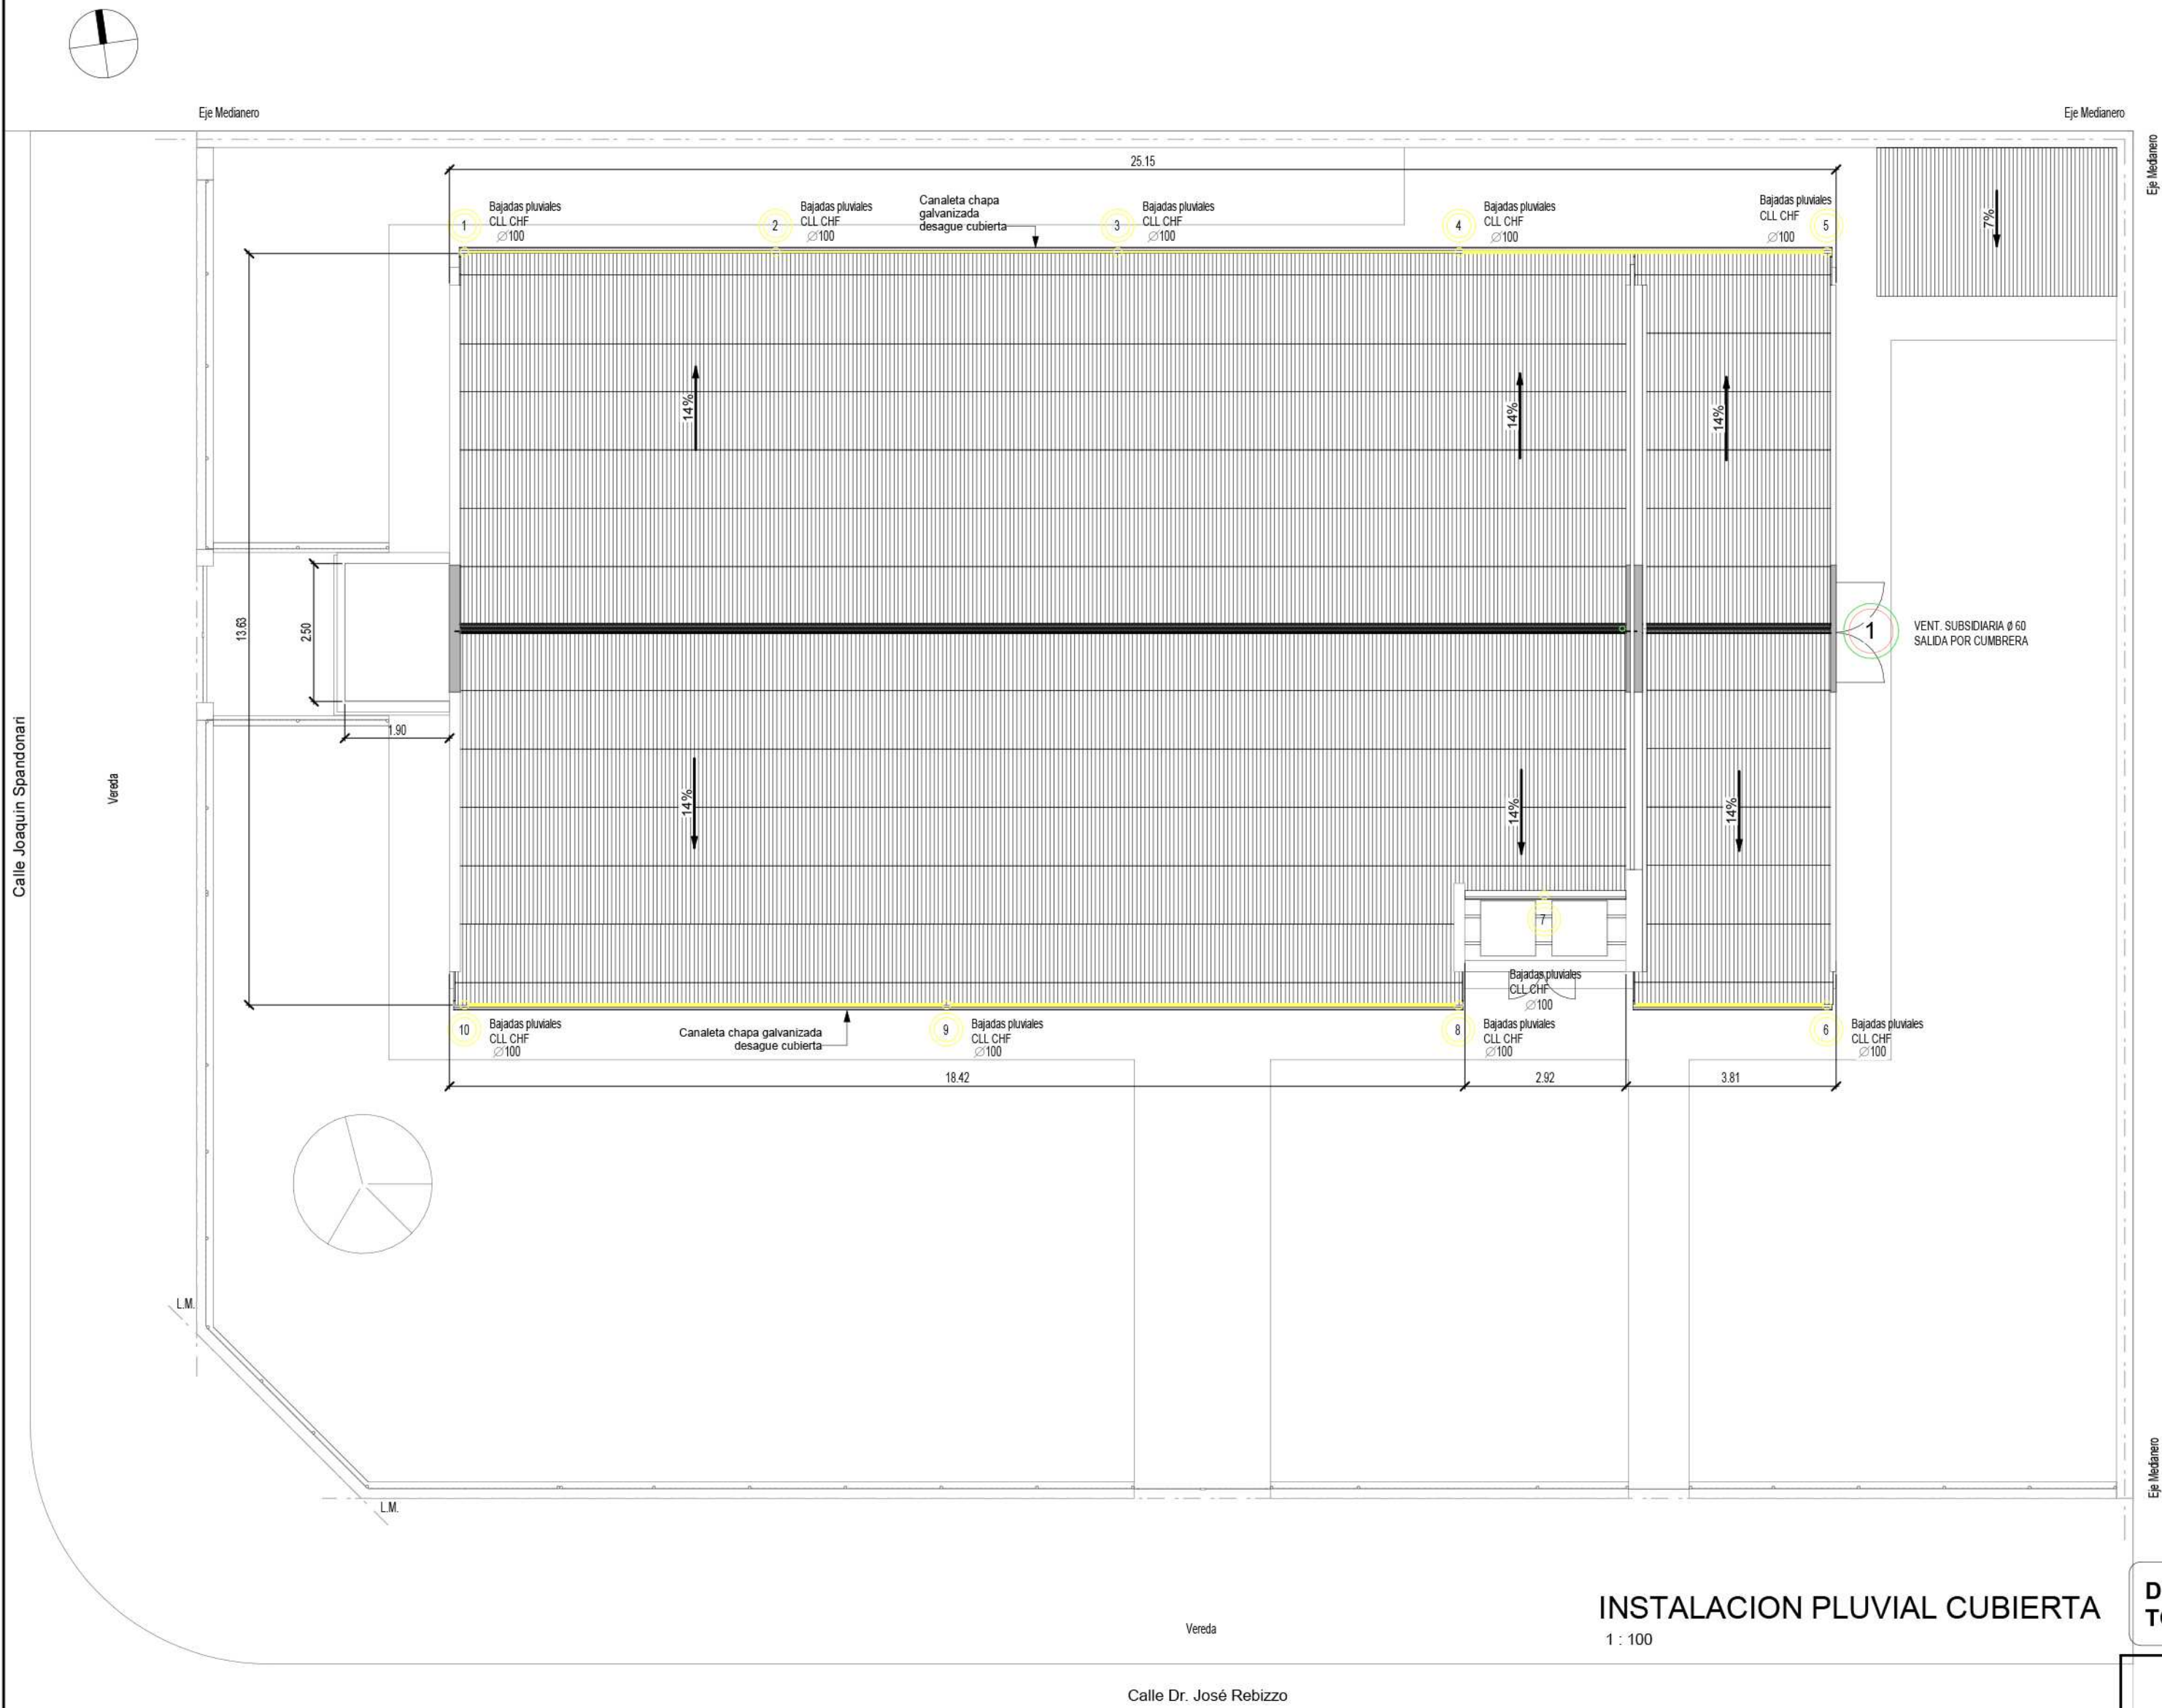 Eje Medianero
Eje Medianero
Eje Medianero
25.15
1
Bajadas pluviales
CLL CHF
∅100
2
Bajadas pluviales
CLL CHF
∅100
Canaleta chapa
galvanizada
desague cubierta
3
Bajadas pluviales
CLL CHF
∅100
4
Bajadas pluviales
CLL CHF
∅100
Bajadas pluviales
CLL CHF
∅100
5
7%
14%
14%
14%
13.63
2.50
1.90
1
VENT. SUBSIDIARIA Ø 60
SALIDA POR CUMBRERA
Calle Joaquin Spandonari
Vereda
14%
14%
14%
7
Bajadas pluviales
CLL CHF
∅100
10
Bajadas pluviales
CLL CHF
∅100
Canaleta chapa galvanizada
desague cubierta
9
Bajadas pluviales
CLL CHF
∅100
8
Bajadas pluviales
CLL CHF
∅100
6
Bajadas pluviales
CLL CHF
∅100
18.42
2.92
3.81
L.M.
L.M.
Eje Medianero
INSTALACION PLUVIAL CUBIERTA
1 : 100
Vereda
Calle Dr. José Rebizzo